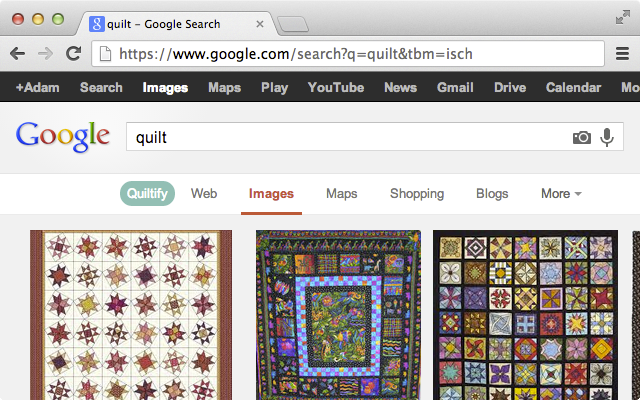 quilt – Google Search
https://www.google.com/search?q=quilt&tbm=isch
+Adam Search Images Maps Play YouTube News Gmail Drive Calendar Mo
Google quilt
Quiltify Web Images Maps Shopping Blogs More